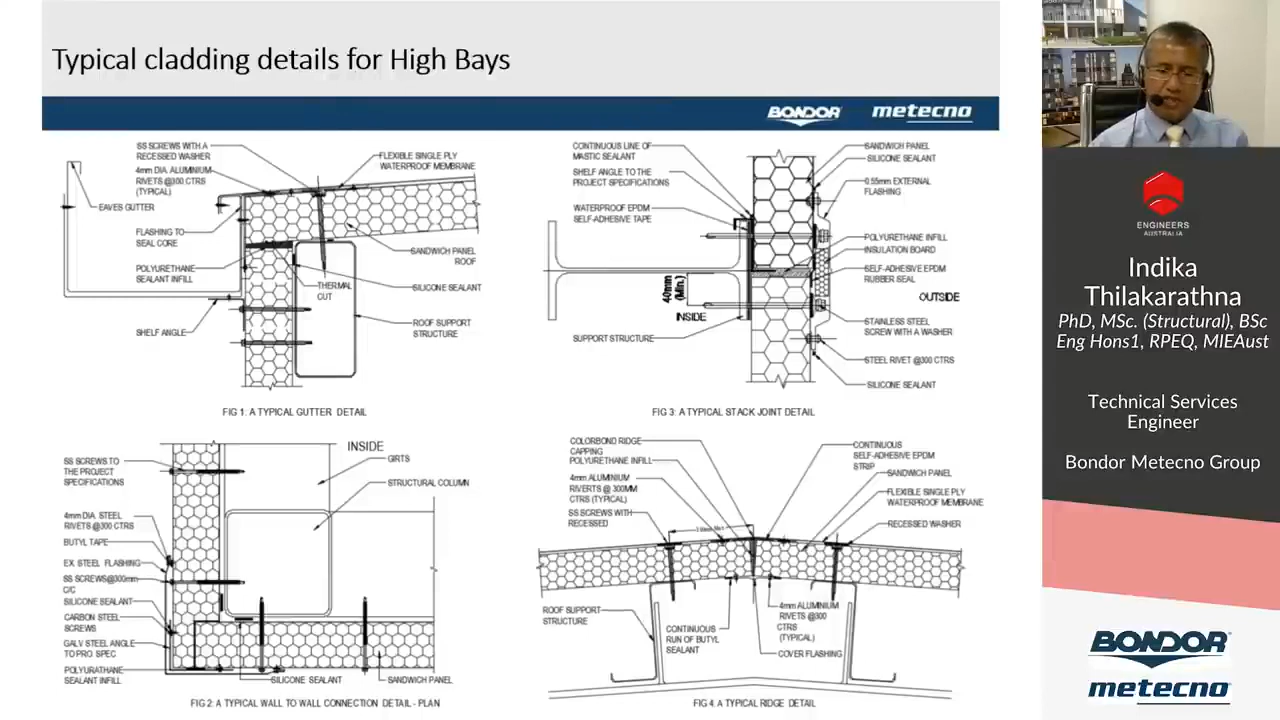 Typical cladding details for High Bays
BONDOR
metecno
SS SCREWS WITH A
RECESSED WASHER
4mm DIA. ALUMINIUM
RIVETS @300 CTRS
(TYPICAL)
FLEXIBLE SINGLE PLY
WATERPROOF MEMBRANE
EAVES GUTTER
FLASHING TO
SEAL CORE
SANDWICH PANEL
ROOF
POLYURETHANE
SEALANT INFILL
THERMAL
CUT
SILICONE SEALANT
SHELF ANGLE
ROOF SUPPORT
STRUCTURE
FIG 1: A TYPICAL GUTTER DETAIL
CONTINUOUS LINE OF
MASTIC SEALANT
SHELF ANGLE TO THE
PROJECT SPECIFICATIONS
WATERPROOF EPDM
SELF-ADHESIVE TAPE
SANDWICH PANEL
SILICONE SEALANT
0.55mm EXTERNAL
FLASHING
POLYURETHANE INFILL
INSULATION BOARD
SELF-ADHESIVE EPDM
RUBBER SEAL
40mm
(Min.)
OUTSIDE
INSIDE
SUPPORT STRUCTURE
STAINLESS STEEL
SCREW WITH A WASHER
STEEL RIVET @300 CTRS
SILICONE SEALANT
FIG 3: A TYPICAL STACK JOINT DETAIL
INSIDE
GIRTS
STRUCTURAL COLUMN
SS SCREWS TO
THE PROJECT
SPECIFICATIONS
4mm DIA. STEEL
RIVETS @300 CTRS
BUTYL TAPE
EX. STEEL FLASHING
SS SCREWS@300mm
C/C
SILICONE SEALANT
CARBON STEEL
SCREWS
GALV STEEL ANGLE
TO PRO SPEC
POLYURATHANE
SEALANT INFILL
SILICONE SEALANT
SANDWICH PANEL
FIG 2: A TYPICAL WALL TO WALL CONNECTION DETAIL - PLAN
COLORBOND RIDGE
CAPPING
POLYURETHANE INFILL
4mm ALUMINIUM
RIVERTS @ 300MM
CTRS (TYPICAL)
SS SCREWS WITH
RECESSED
CONTINUOUS
SELF-ADHESIVE EPDM
STRIP
SANDWICH PANEL
FLEXIBLE SINGLE PLY
WATERPROOF MEMBRANE
RECESSED WASHER
ROOF SUPPORT
STRUCTURE
CONTINUOUS
RUN OF BUTYL
SEALANT
4mm ALUMINIUM
RIVETS @300
CTRS
(TYPICAL)
COVER FLASHING
FIG 4: A TYPICAL RIDGE DETAIL
ENGINEERS
AUSTRALIA
Indika
Thilakarathna
PhD, MSc. (Structural), BSc
Eng Hons1, RPEQ, MIEAust
Technical Services
Engineer
Bondor Metecno Group
BONDOR
metecno